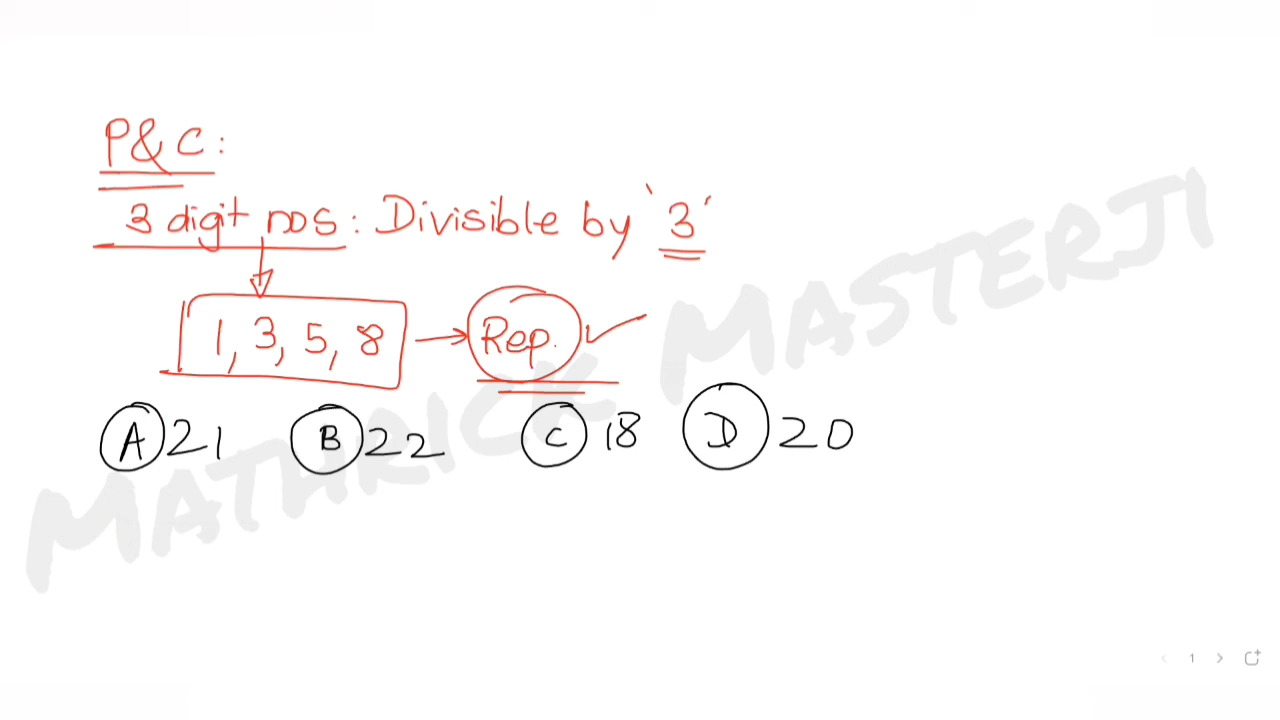 P&C:
3 digit nos: Divisible by '3'
1, 3, 5, 8 → Rep. ✓
(A) 21 (B) 22 (C) 18 (D) 20
MATHRICK MASTERJI
1